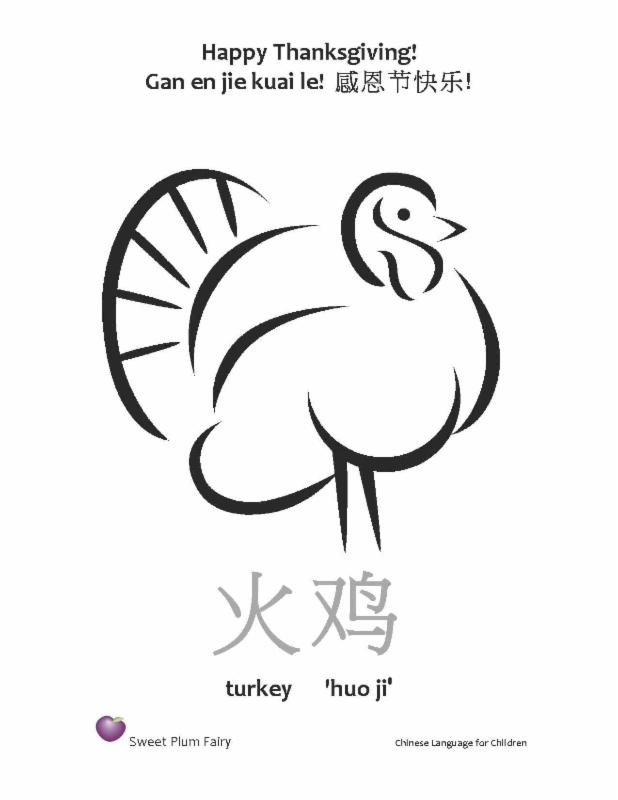 Happy Thanksgiving!
Gan en jie kuai le! 感恩节快乐!
火鸡
turkey 'huo ji'
Sweet Plum Fairy
Chinese Language for Children